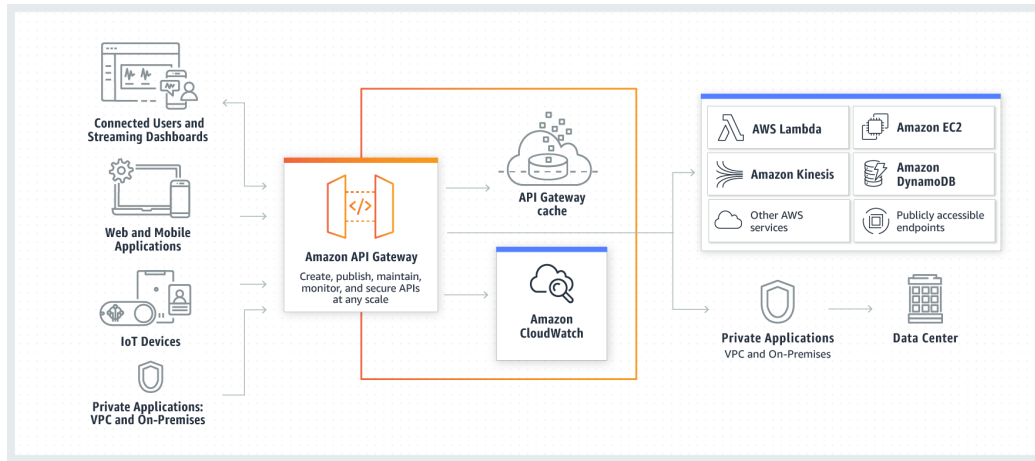 Connected Users and
Streaming Dashboards
Web and Mobile
Applications
IoT Devices
Private Applications:
VPC and On-Premises
</>
Amazon API Gateway
Create, publish, maintain,
monitor, and secure APIs
at any scale
API Gateway
cache
Amazon
CloudWatch
AWS Lambda
Amazon EC2
Amazon Kinesis
Amazon
DynamoDB
Other AWS
services
Publicly accessible
endpoints
Private Applications
VPC and On-Premises
Data Center